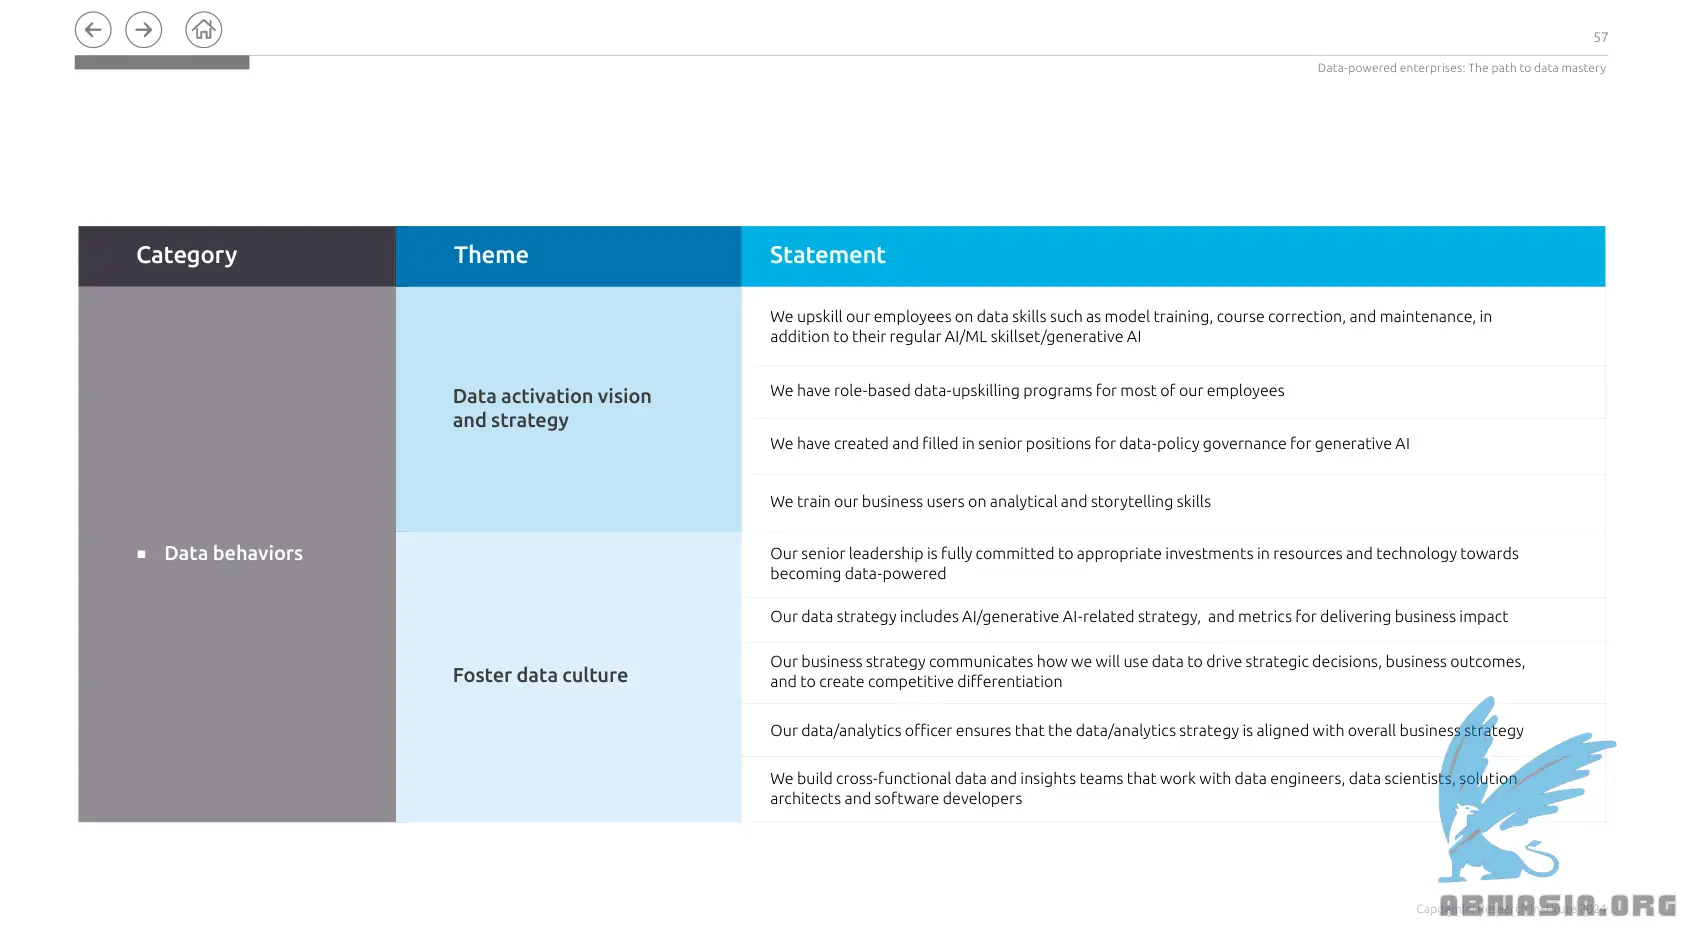 57
Data-powered enterprises: The path to data mastery
Category
Theme
Statement
Data behaviors
Data activation vision
and strategy
We upskill our employees on data skills such as model training, course correction, and maintenance, in
addition to their regular AI/ML skillset/generative AI
We have role-based data-upskilling programs for most of our employees
We have created and filled in senior positions for data-policy governance for generative AI
We train our business users on analytical and storytelling skills
Foster data culture
Our senior leadership is fully committed to appropriate investments in resources and technology towards
becoming data-powered
Our data strategy includes AI/generative AI-related strategy,  and metrics for delivering business impact
Our business strategy communicates how we will use data to drive strategic decisions, business outcomes,
and to create competitive differentiation
Our data/analytics officer ensures that the data/analytics strategy is aligned with overall business strategy
We build cross-functional data and insights teams that work with data engineers, data scientists, solution
architects and software developers
ABMASIA.ORG